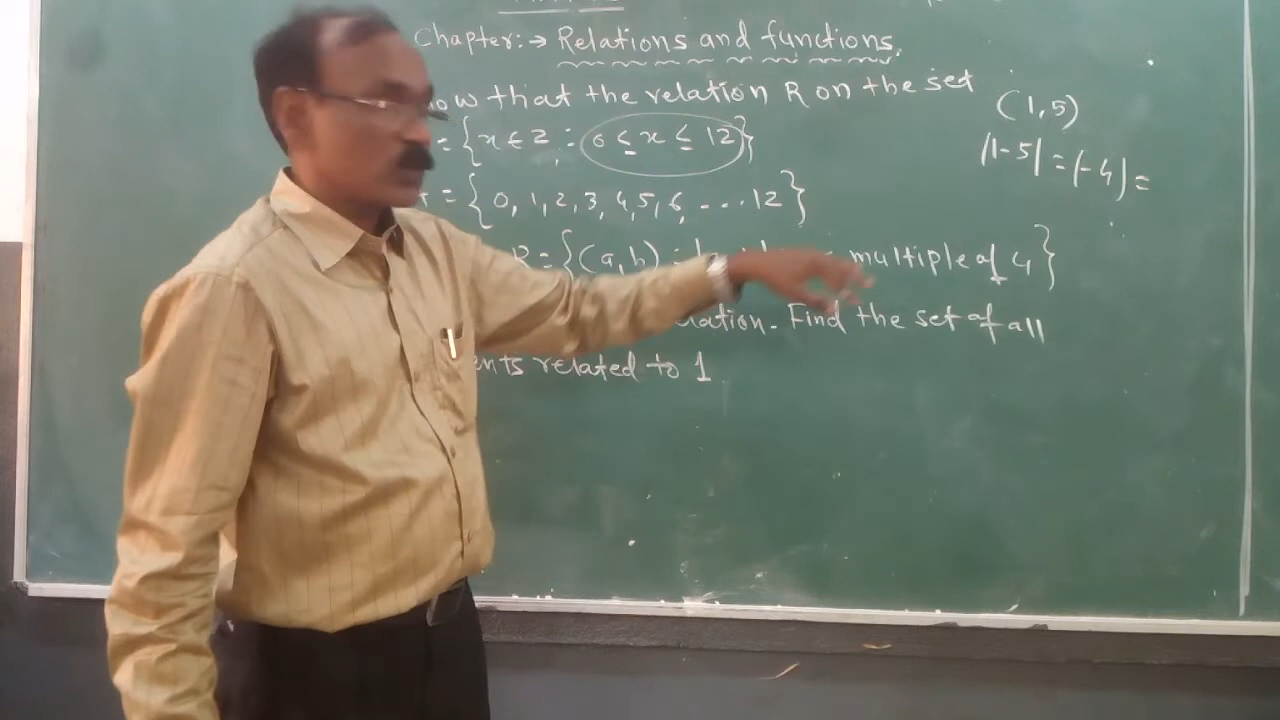 Chapter:→ Relations and functions.
ow that the relation R on the set
= {x ∈ Z ; 0 ≤ x ≤ 12}
= {0, 1, 2, 3, 4, 5, 6, ... 12}
R = {(a, b) : multiple of 4}
lation. Find the set of all
ents related to 1
(1, 5)
|1-5| = |-4| =